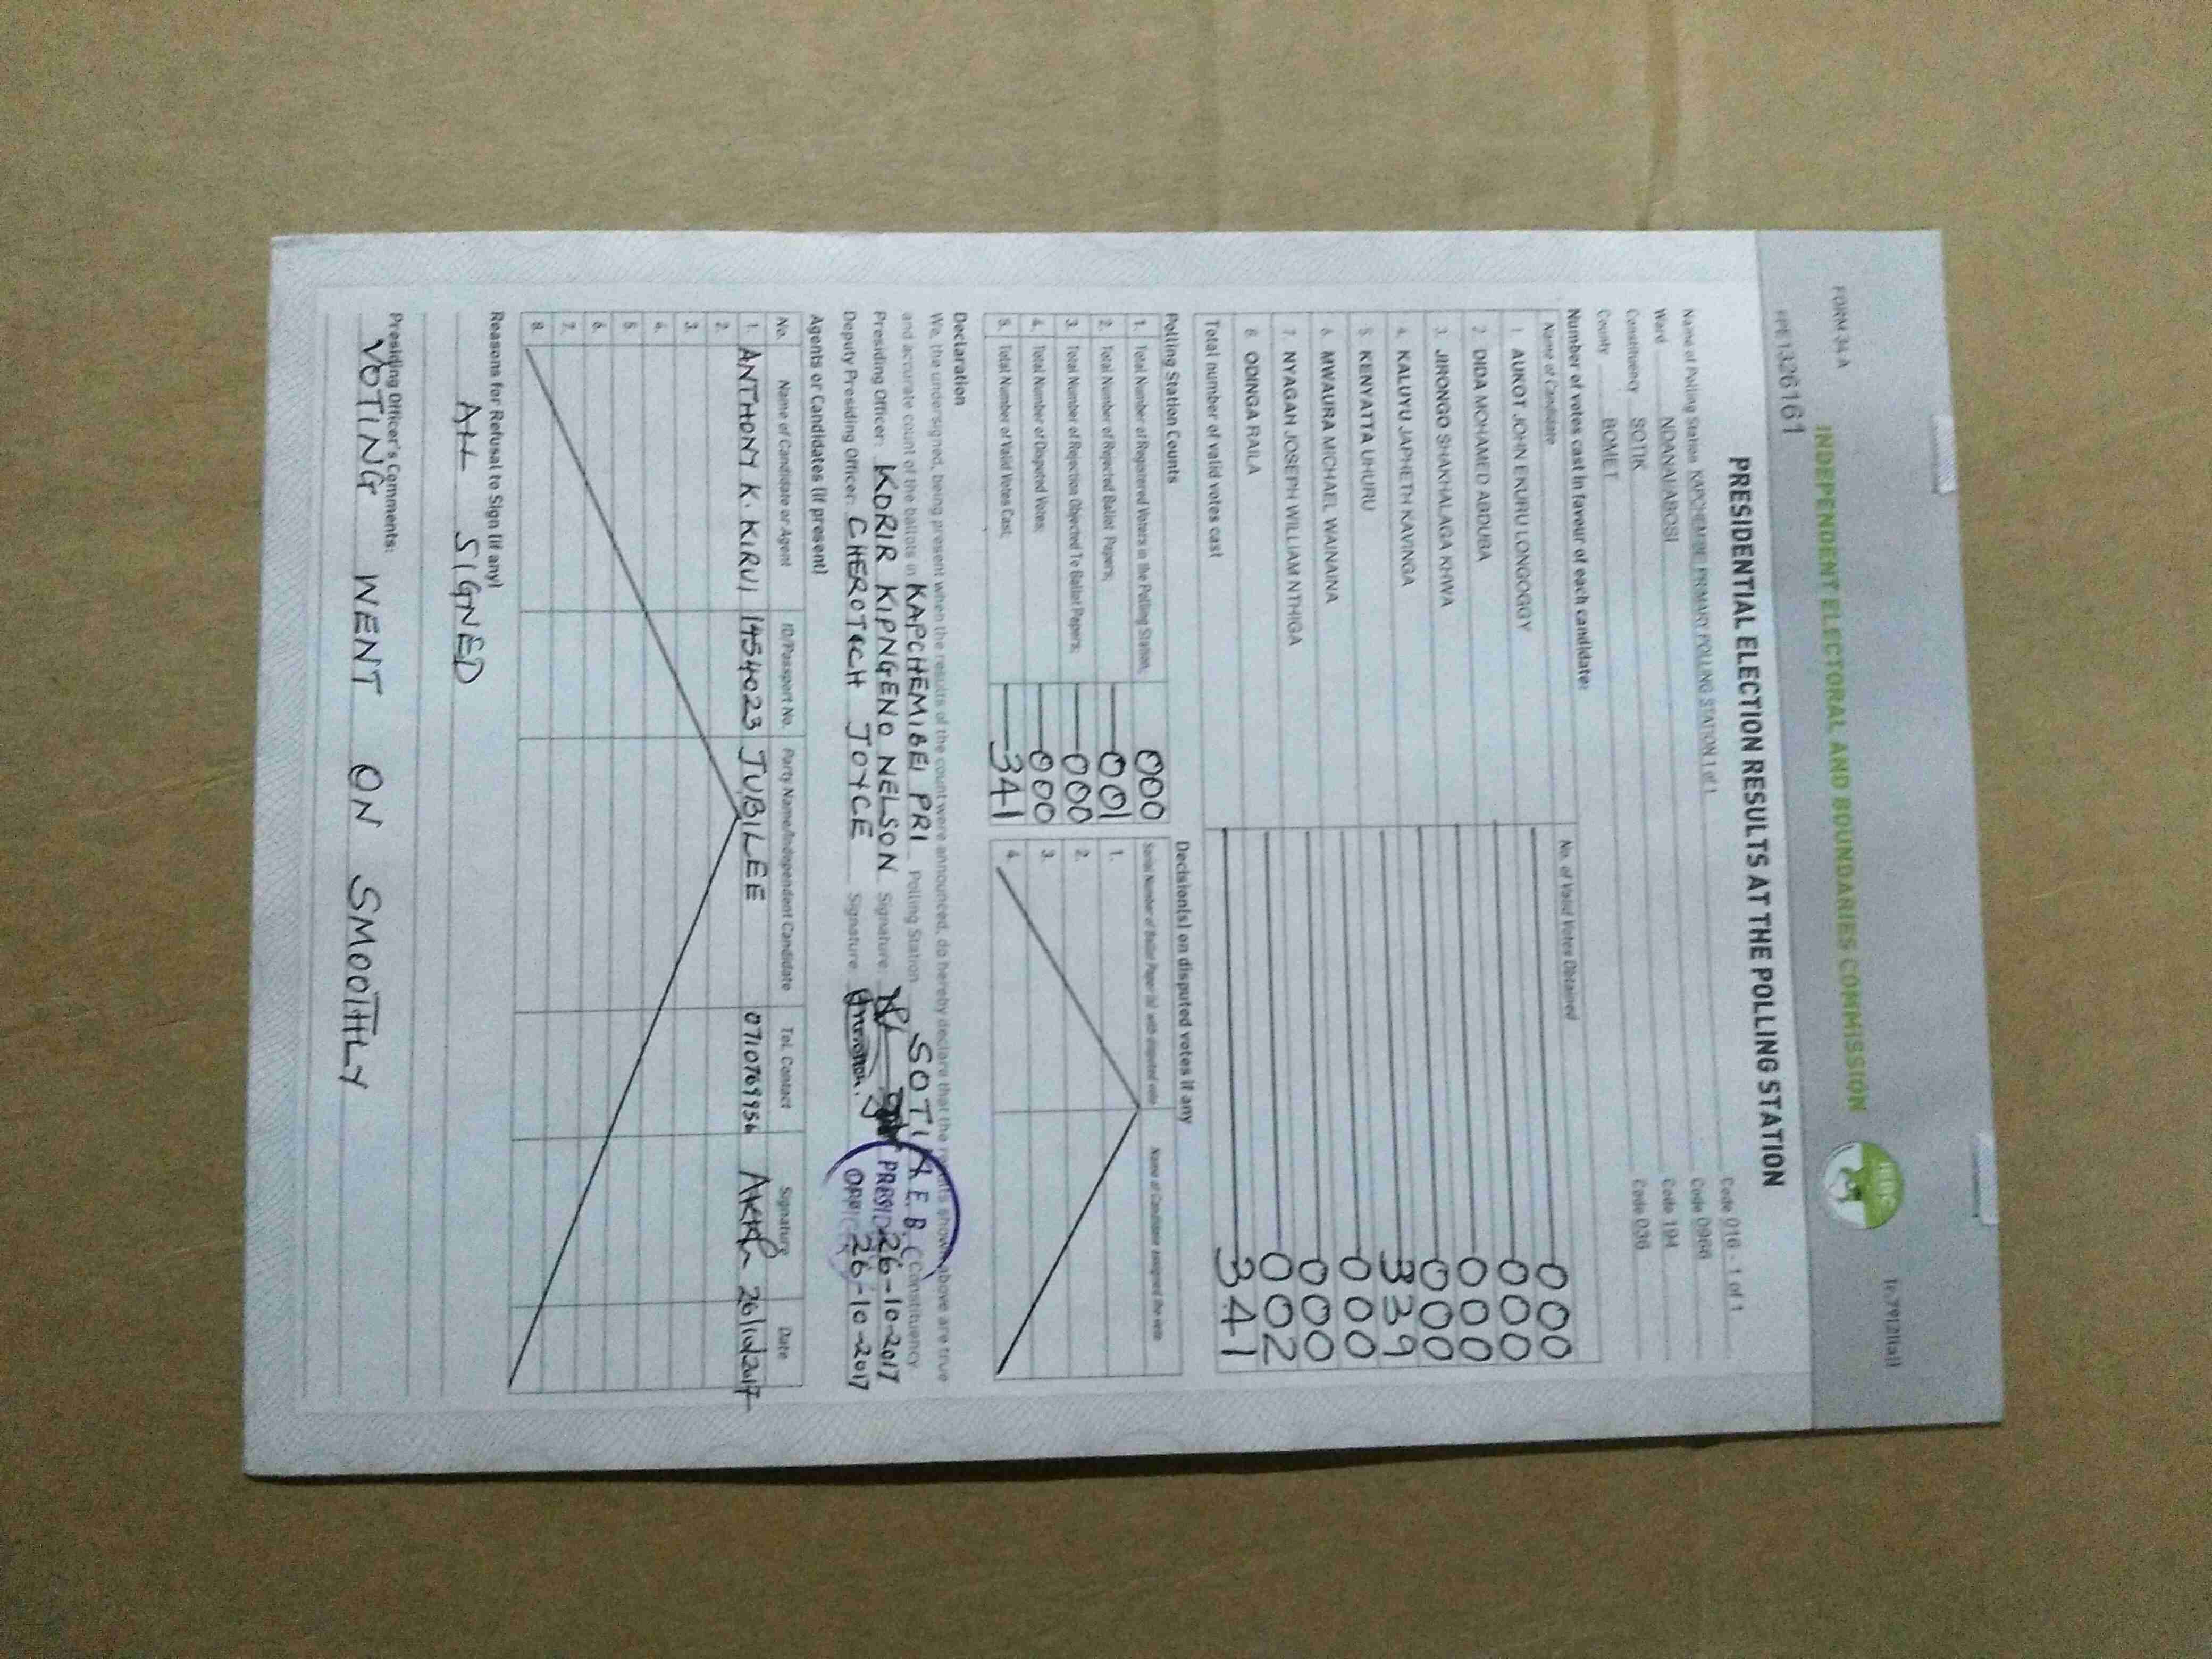 FORM 34 A
INDEPENDENT ELECTORAL AND BOUNDARIES COMMISSION
IEBC
PRESIDENTIAL ELECTION RESULTS AT THE POLLING STATION
Name of Polling Station KAPCHEMIBEI PRIMARY POLLING STATION 1 of 1 Code 016 - 1 of 1
Ward NDANAI/ABOSI Code 0966
Constituency SOTIK Code 194
County BOMET Code 036
Number of votes cast in favour of each candidate:
Name of Candidate No. of Valid Votes Obtained
1 AUKOT JOHN EKURU LONGOGGY 000
2 DIDA MOHAMED ABDUBA 000
3 JIRONGO SHAKHALAGA KHWA 000
4 KALUYU JAPHETH KAVINGA 000
5 KENYATTA UHURU 339
6 MWAURA MICHAEL WAINAINA 000
7 NYAGAH JOSEPH WILLIAM NTHIGA 000
8 ODINGA RAILA 002
Total number of valid votes cast 341
Polling Station Counts
1. Total Number of Registered Voters in the Polling Station; 000
2. Total Number of Rejected Ballot Papers; 001
3. Total Number of Rejection Objected To Ballot Papers; 000
4. Total Number of Disputed Votes; 000
5. Total Number of Valid Votes Cast; 341
Decision(s) on disputed votes if any
Serial Number of Ballot Paper (s) with disputed vote Name of Candidate assigned the vote
1.
2.
3.
4.
Declaration
We, the undersigned, being present when the results of the count were announced, do hereby declare that the results shown above are true
and accurate count of the ballots in KAPCHEMIBEI PRI Polling Station SOTIK Constituency
Presiding Officer: KORIR KIPNGENO NELSON Signature: 26-10-2017
Deputy Presiding Officer: CHEROTICH JOYCE Signature: 26-10-2017
I.E.B.C
PRESIDING
OFFICER
Agents or Candidates (if present)
No. Name of Candidate or Agent ID/Passport No. Party Name/Independent Candidate Tel. Contact Signature Date
1. ANTHONY K. KIRUI 1454023 JUBILEE 0710769956 26/10/2017
2.
3.
4.
5.
6.
7.
8.
Reasons for Refusal to Sign (if any)
ALL SIGNED
Presiding Officer's Comments:
VOTING WENT ON SMOOTHLY